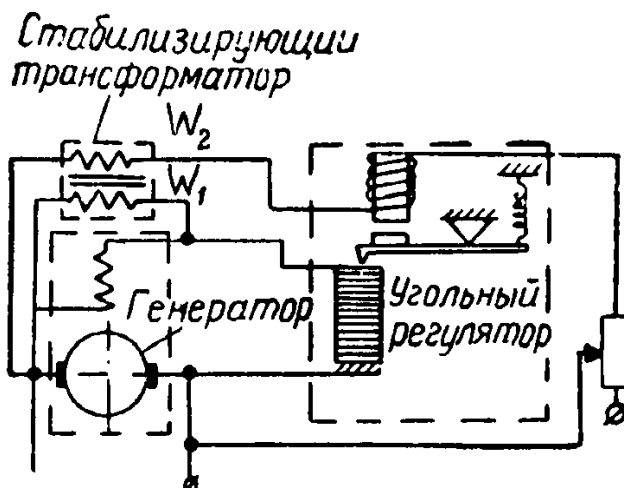 Стабилизирующий
трансформатор
W2
W1
Генератор
Угольный
регулятор